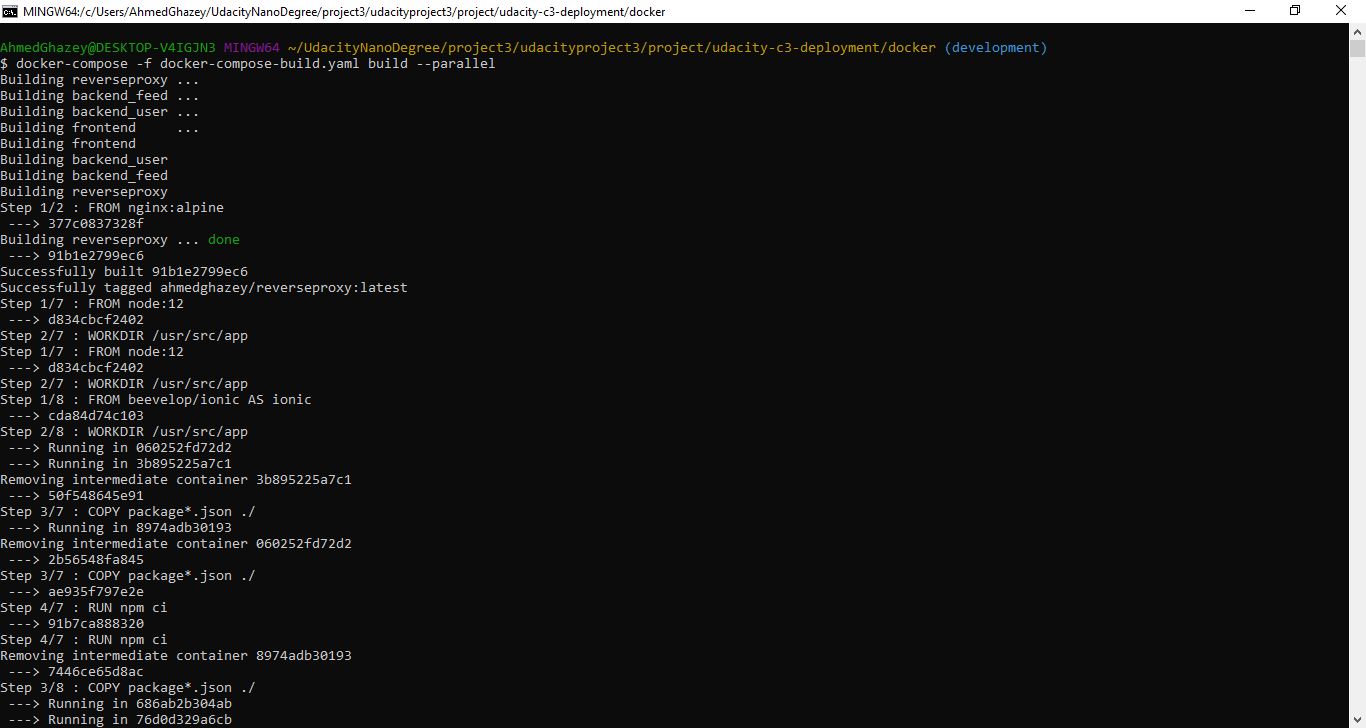 MINGW64:/c/Users/AhmedGhazey/UdacityNanoDegree/project3/udacityproject3/project/udacity-c3-deployment/docker
AhmedGhazey@DESKTOP-V4IGJN3 MINGW64 ~/UdacityNanoDegree/project3/udacityproject3/project/udacity-c3-deployment/docker (development)
$ docker-compose -f docker-compose-build.yaml build --parallel
Building reverseproxy ...
Building backend_feed ...
Building backend_user ...
Building frontend     ...
Building frontend
Building backend_user
Building backend_feed
Building reverseproxy
Step 1/2 : FROM nginx:alpine
 ---> 377c0837328f
Building reverseproxy ... done
 ---> 91b1e2799ec6
Successfully built 91b1e2799ec6
Successfully tagged ahmedghazey/reverseproxy:latest
Step 1/7 : FROM node:12
 ---> d834cbcf2402
Step 2/7 : WORKDIR /usr/src/app
Step 1/7 : FROM node:12
 ---> d834cbcf2402
Step 2/7 : WORKDIR /usr/src/app
Step 1/8 : FROM beevelop/ionic AS ionic
 ---> cda84d74c103
Step 2/8 : WORKDIR /usr/src/app
 ---> Running in 060252fd72d2
 ---> Running in 3b895225a7c1
Removing intermediate container 3b895225a7c1
 ---> 50f548645e91
Step 3/7 : COPY package*.json ./
 ---> Running in 8974adb30193
Removing intermediate container 060252fd72d2
 ---> 2b56548fa845
Step 3/7 : COPY package*.json ./
 ---> ae935f797e2e
Step 4/7 : RUN npm ci
 ---> 91b7ca888320
Step 4/7 : RUN npm ci
Removing intermediate container 8974adb30193
 ---> 7446ce65d8ac
Step 3/8 : COPY package*.json ./
 ---> Running in 686ab2b304ab
 ---> Running in 76d0d329a6cb